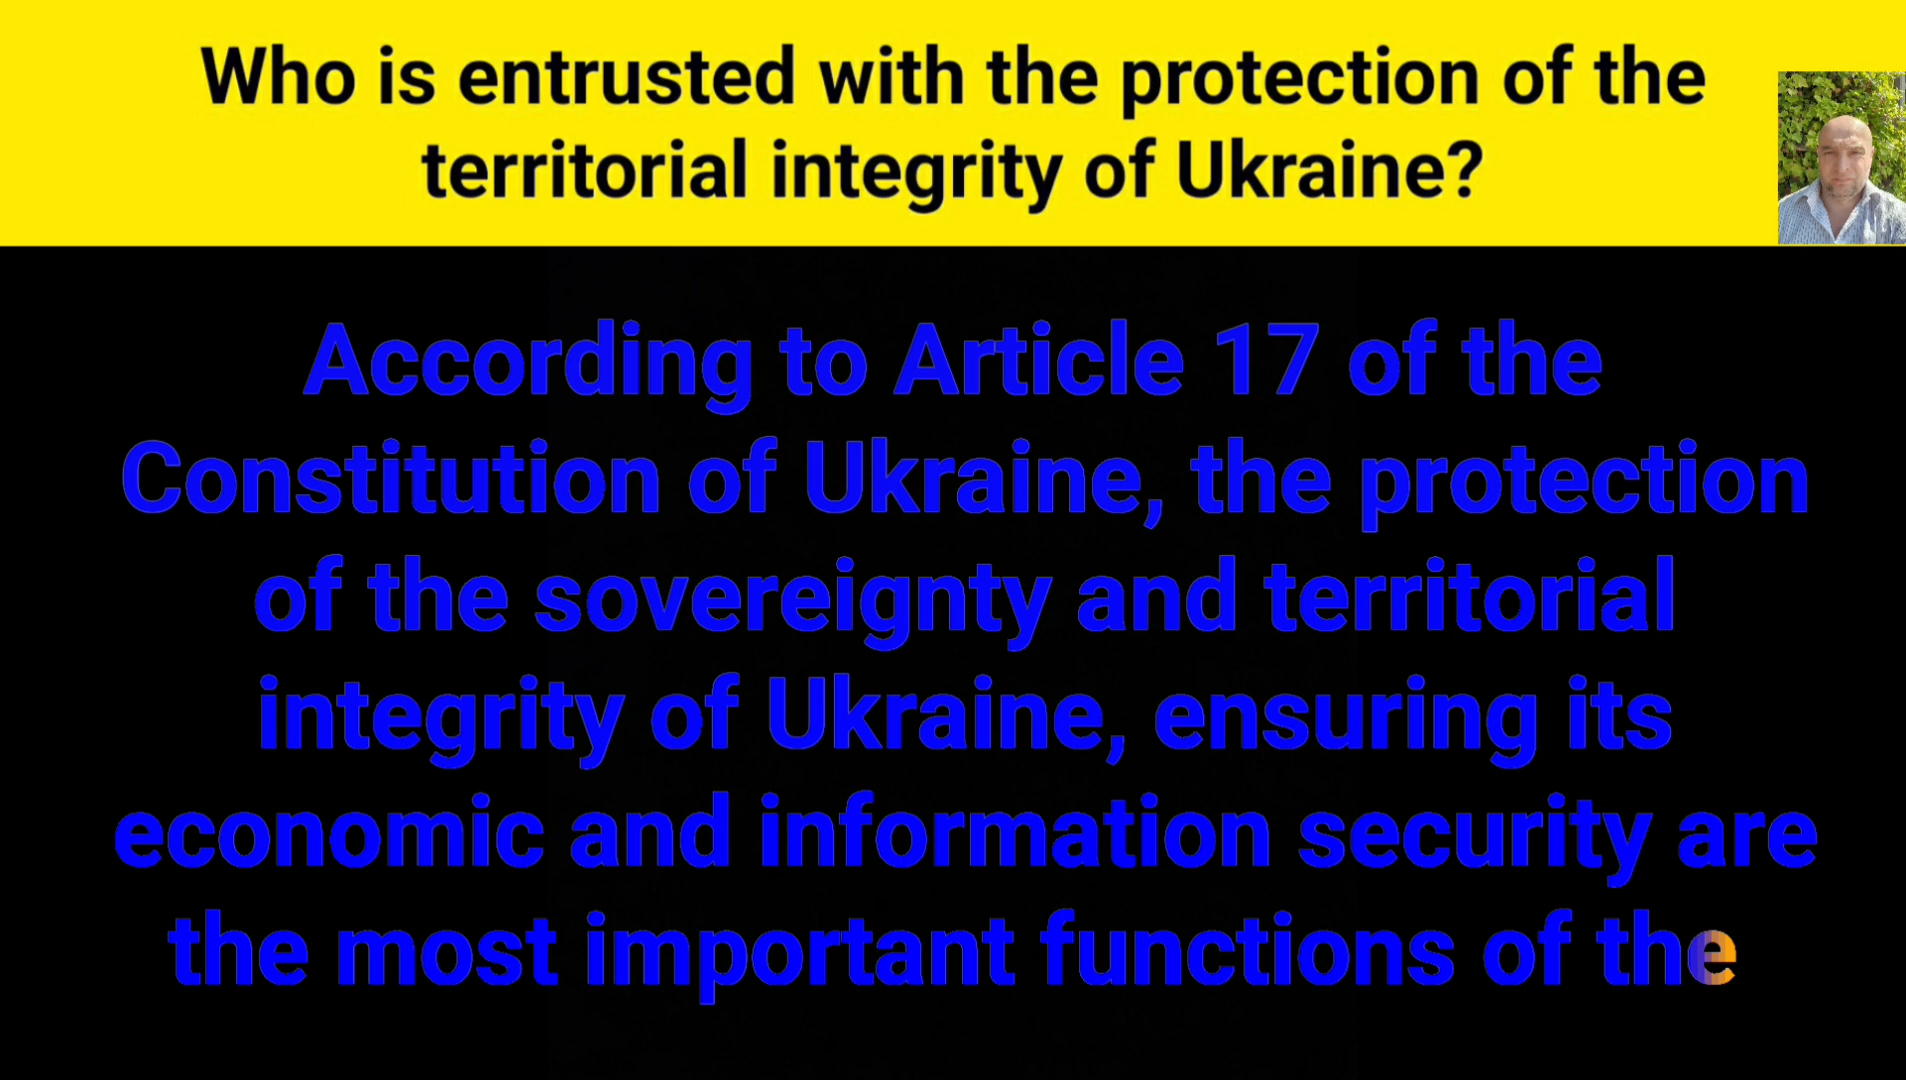 Who is entrusted with the protection of the
territorial integrity of Ukraine?
According to Article 17 of the
Constitution of Ukraine, the protection
of the sovereignty and territorial
integrity of Ukraine, ensuring its
economic and information security are
the most important functions of the